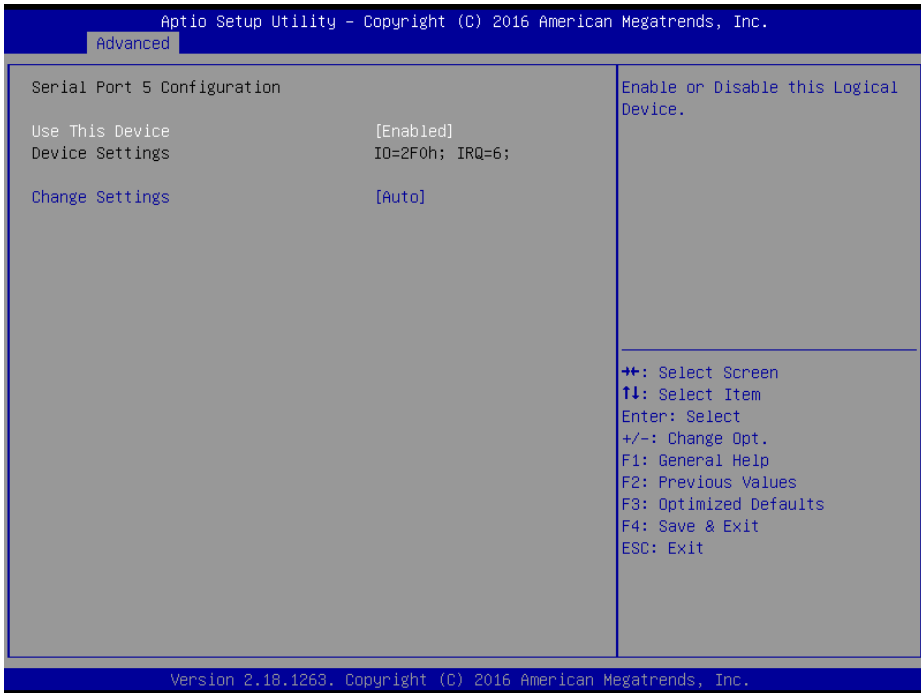 Aptio Setup Utility – Copyright (C) 2016 American Megatrends, Inc.
Advanced
Serial Port 5 Configuration
Use This Device [Enabled]
Device Settings IO=2F0h; IRQ=6;
Change Settings [Auto]
Enable or Disable this Logical
Device.
→←: Select Screen
↑↓: Select Item
Enter: Select
+/-: Change Opt.
F1: General Help
F2: Previous Values
F3: Optimized Defaults
F4: Save & Exit
ESC: Exit
Version 2.18.1263. Copyright (C) 2016 American Megatrends, Inc.